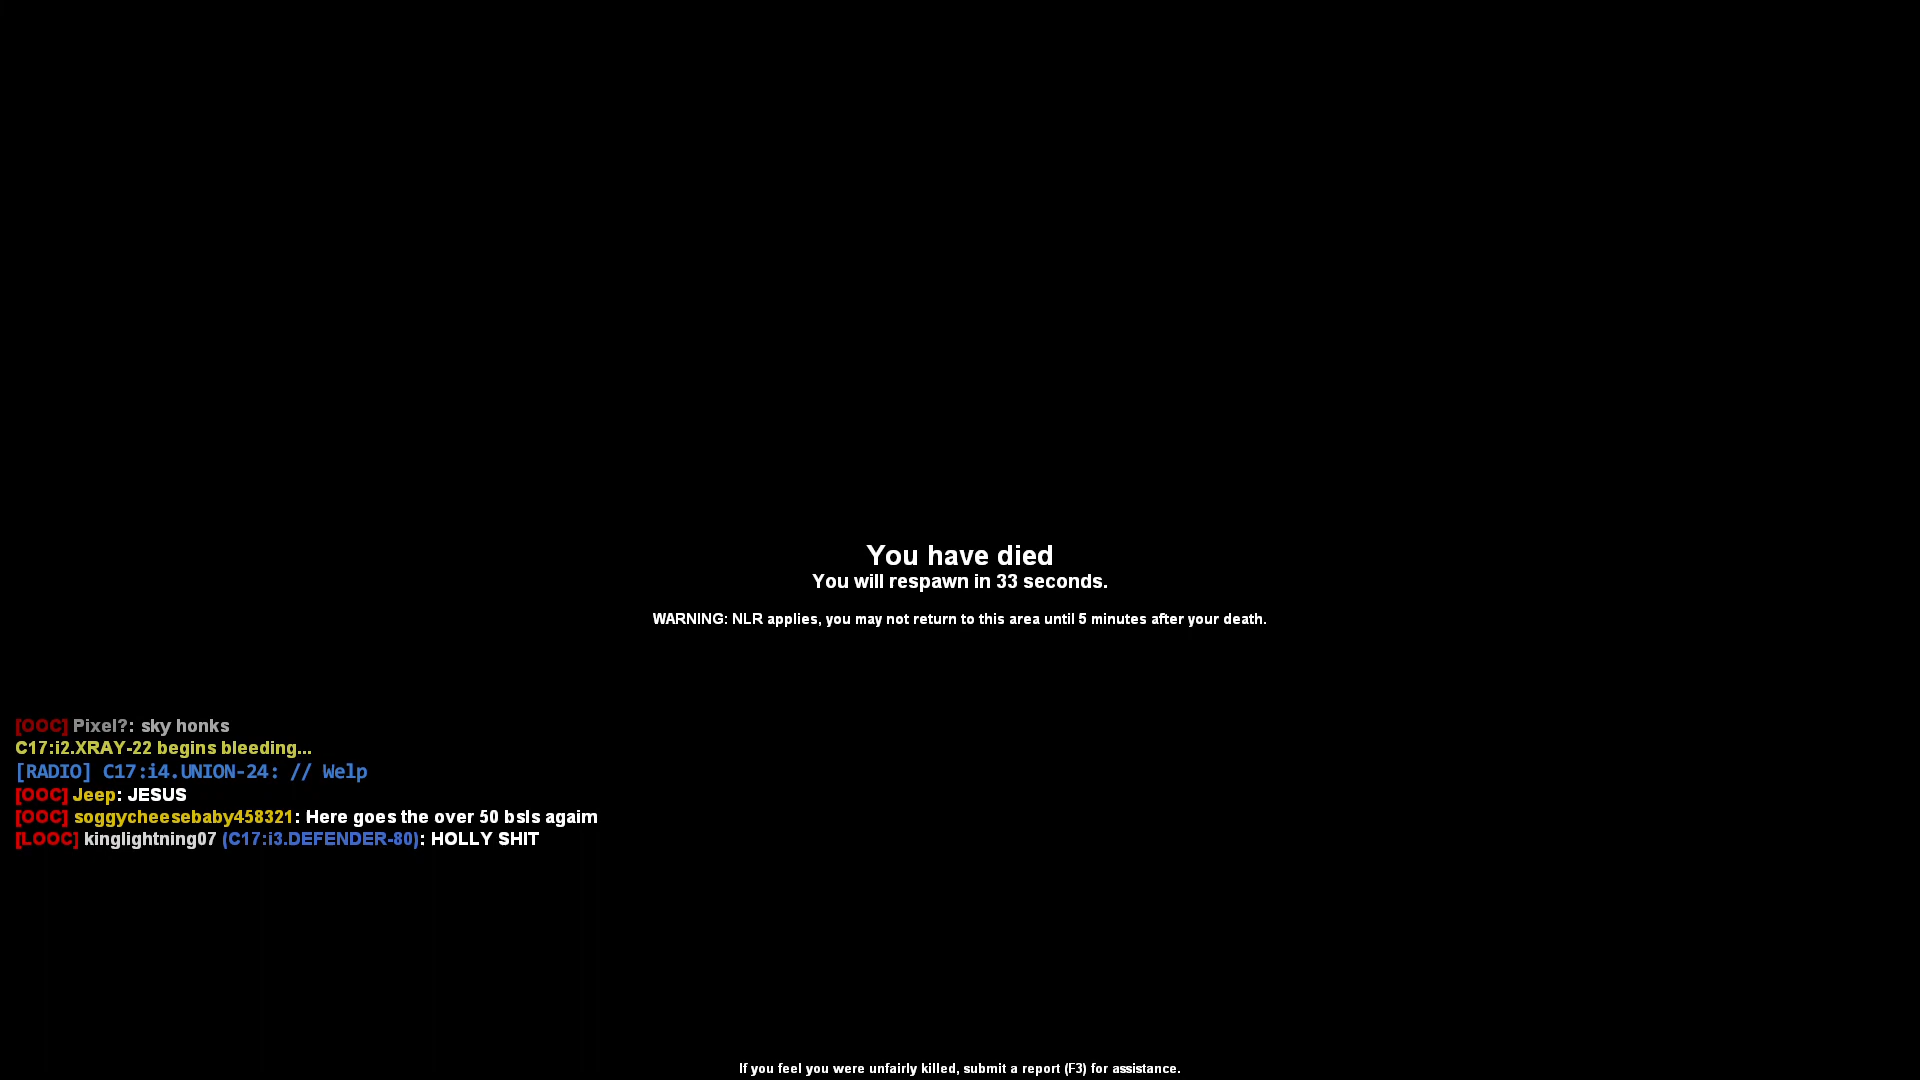 You have died
You will respawn in 33 seconds.
WARNING: NLR applies, you may not return to this area until 5 minutes after your death.
[OOC] Pixel?: sky honks
C17:i2.XRAY-22 begins bleeding...
[RADIO] C17:i4.UNION-24: // Welp
[OOC] Jeep: JESUS
[OOC] soggycheesebaby458321: Here goes the over 50 bsls agaim
[LOOC] kinglightning07 (C17:i3.DEFENDER-80): HOLLY SHIT
If you feel you were unfairly killed, submit a report (F3) for assistance.